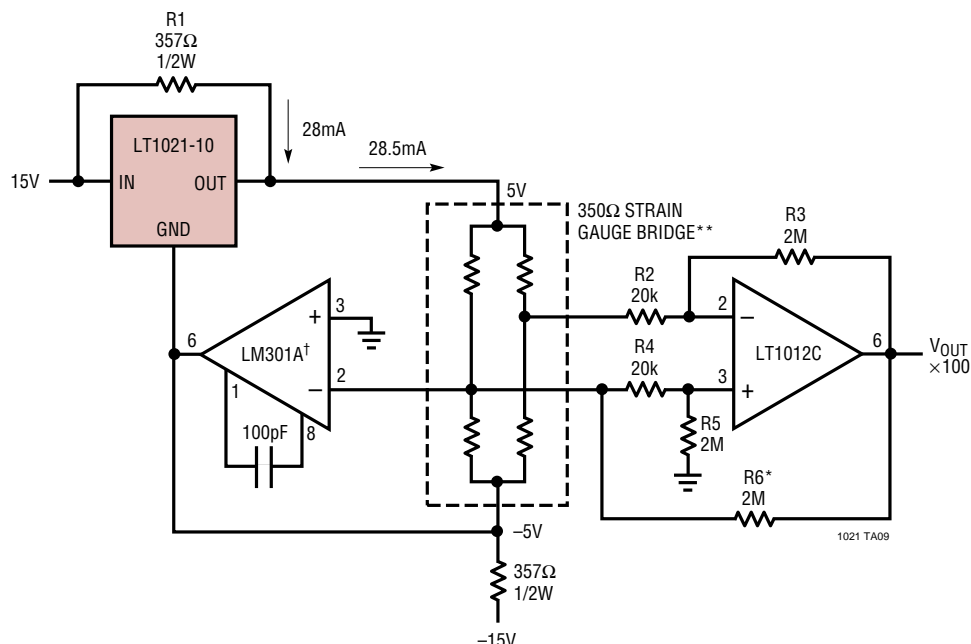 R1
357Ω
1/2W
LT1021-10
IN
OUT
GND
15V
28mA
28.5mA
5V
350Ω STRAIN
GAUGE BRIDGE**
R3
2M
R2
20k
2
–
6
LT1012C
VOUT
×100
R4
20k
3
+
R5
2M
R6*
2M
1021 TA09
6
LM301A†
+
3
–
2
1
8
100pF
–5V
357Ω
1/2W
–15V